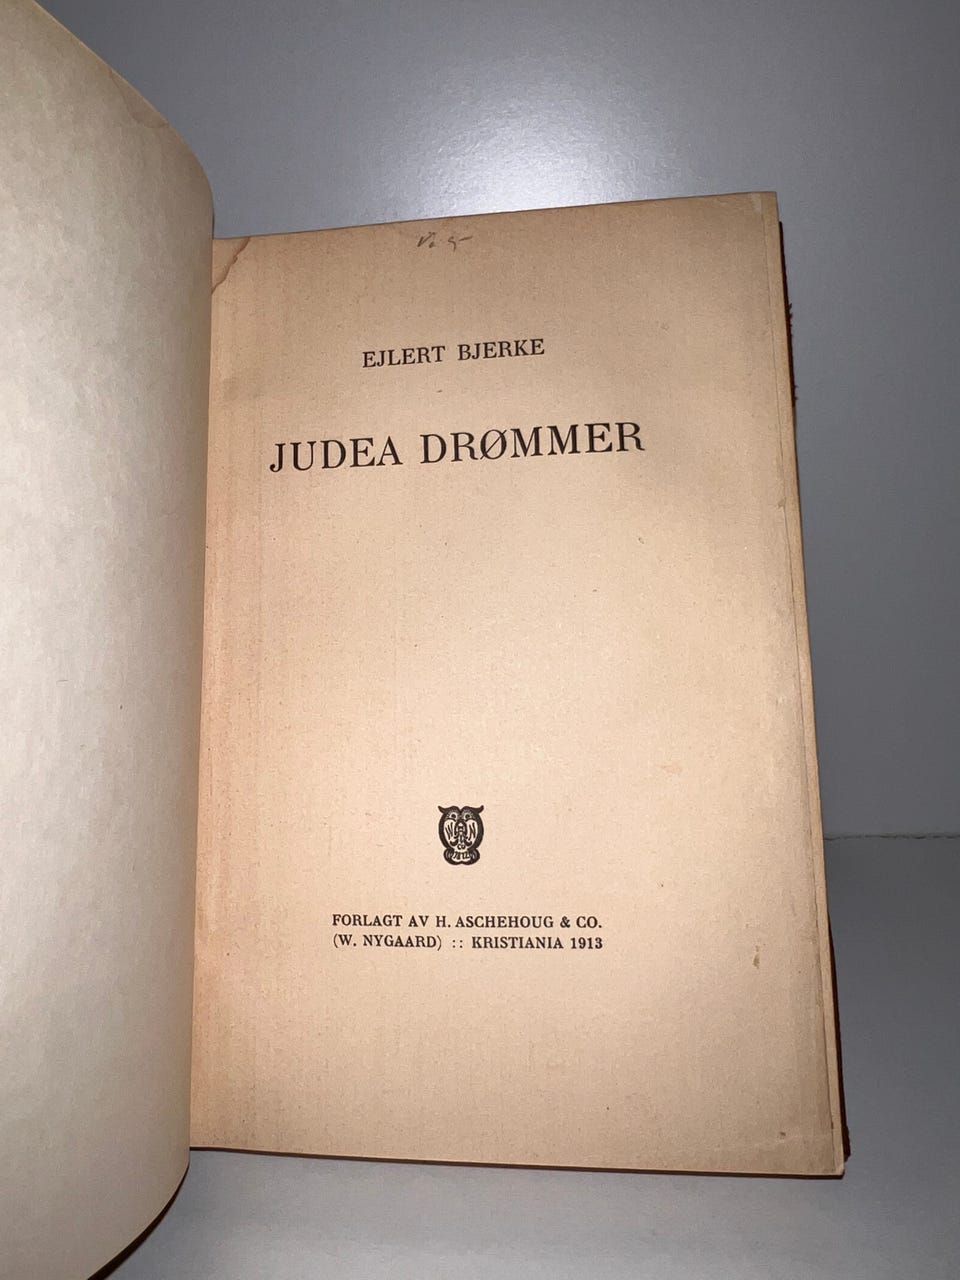 EJLERT BJERKE
JUDEA DRØMMER
FORLAGT AV H. ASCHEHOUG & CO.
(W. NYGAARD) :: KRISTIANIA 1913